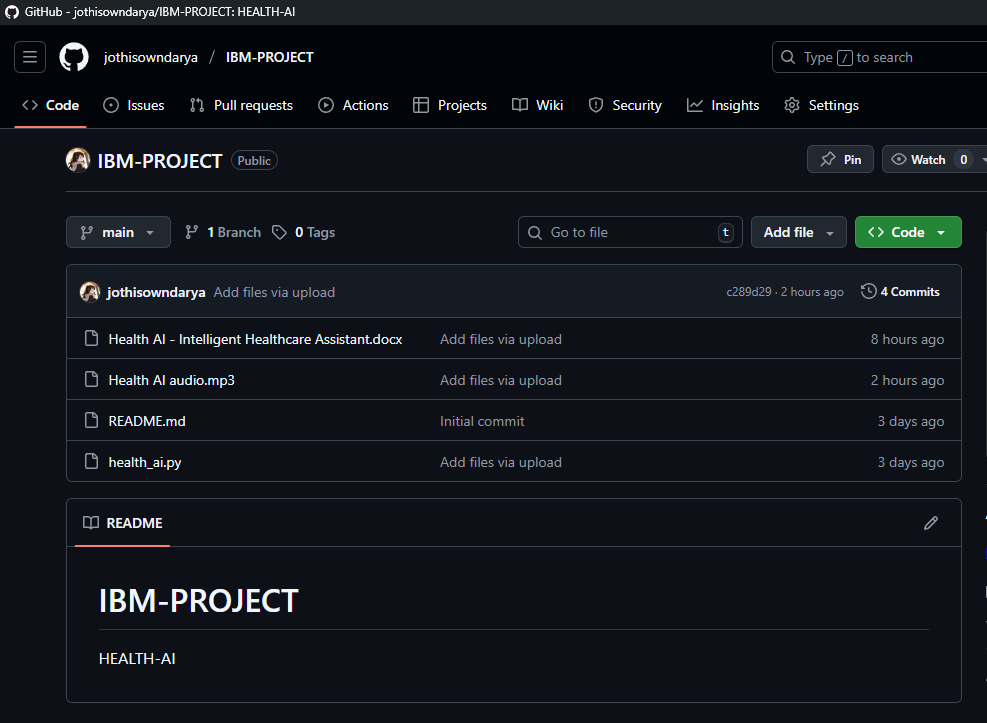 GitHub - jothisowndarya/IBM-PROJECT: HEALTH-AI
jothisowndarya / IBM-PROJECT
Type / to search
Code Issues Pull requests Actions Projects Wiki Security Insights Settings
IBM-PROJECT Public
Pin Watch 0
main 1 Branch 0 Tags
Go to file t
Add file
Code
jothisowndarya Add files via upload c289d29 · 2 hours ago 4 Commits
Health AI - Intelligent Healthcare Assistant.docx Add files via upload 8 hours ago
Health AI audio.mp3 Add files via upload 2 hours ago
README.md Initial commit 3 days ago
health_ai.py Add files via upload 3 days ago
README
IBM-PROJECT
HEALTH-AI